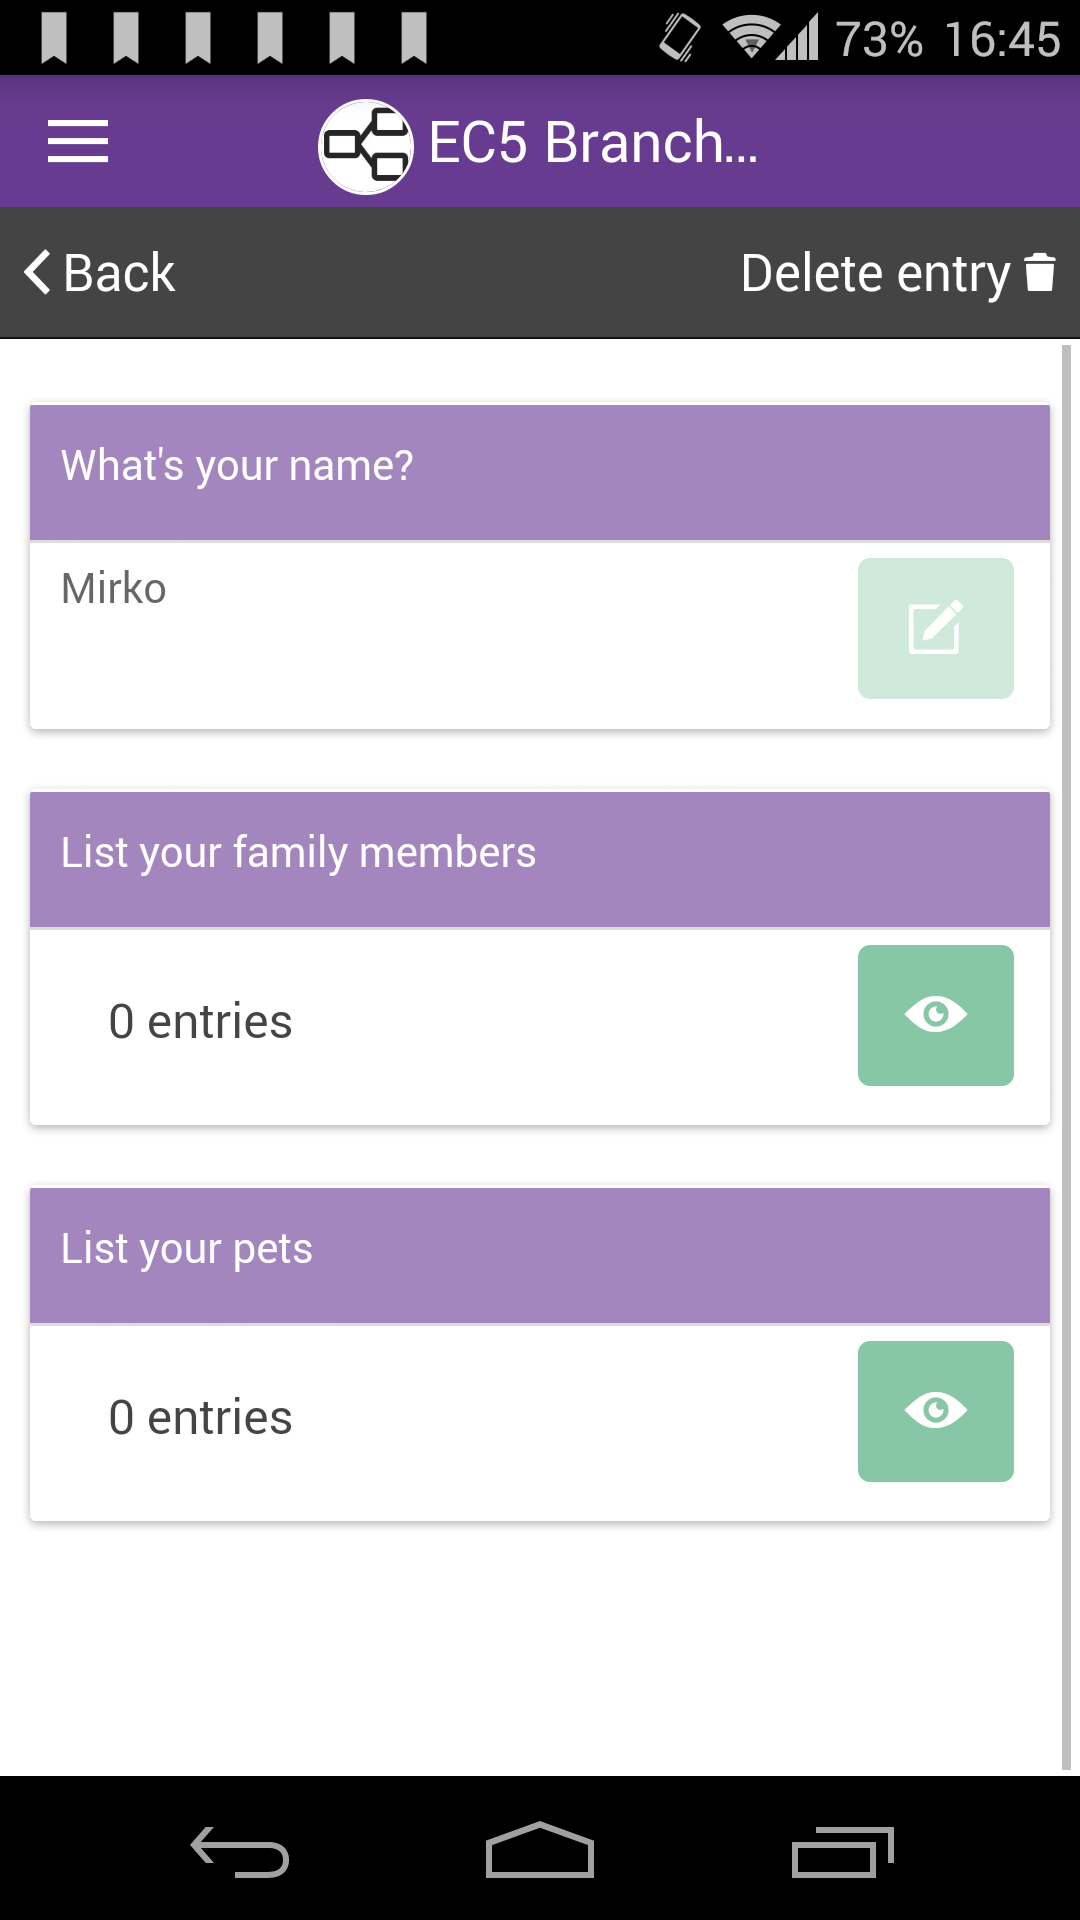 73% 16:45
EC5 Branch...
Back
Delete entry
What's your name?
Mirko
List your family members
0 entries
List your pets
0 entries